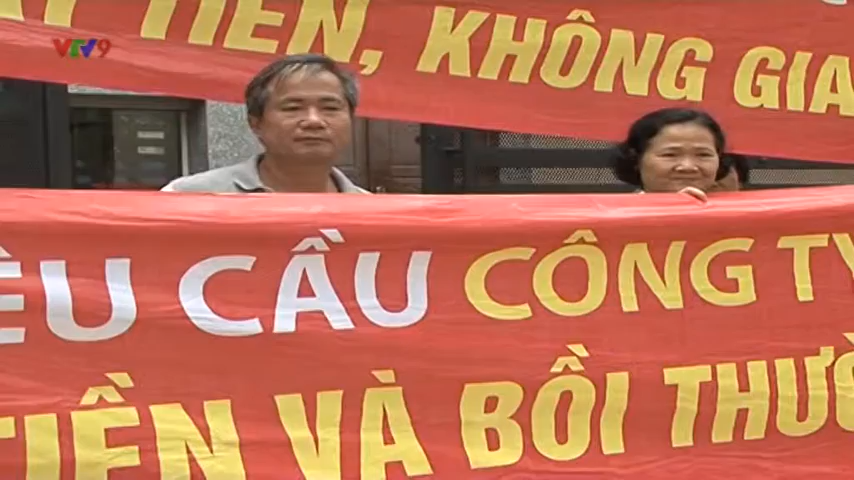 VTV9
TIỀN, KHÔNG GIA
ÊU CẦU CÔNG TY
TIỀN VÀ BỒI THƯỜ